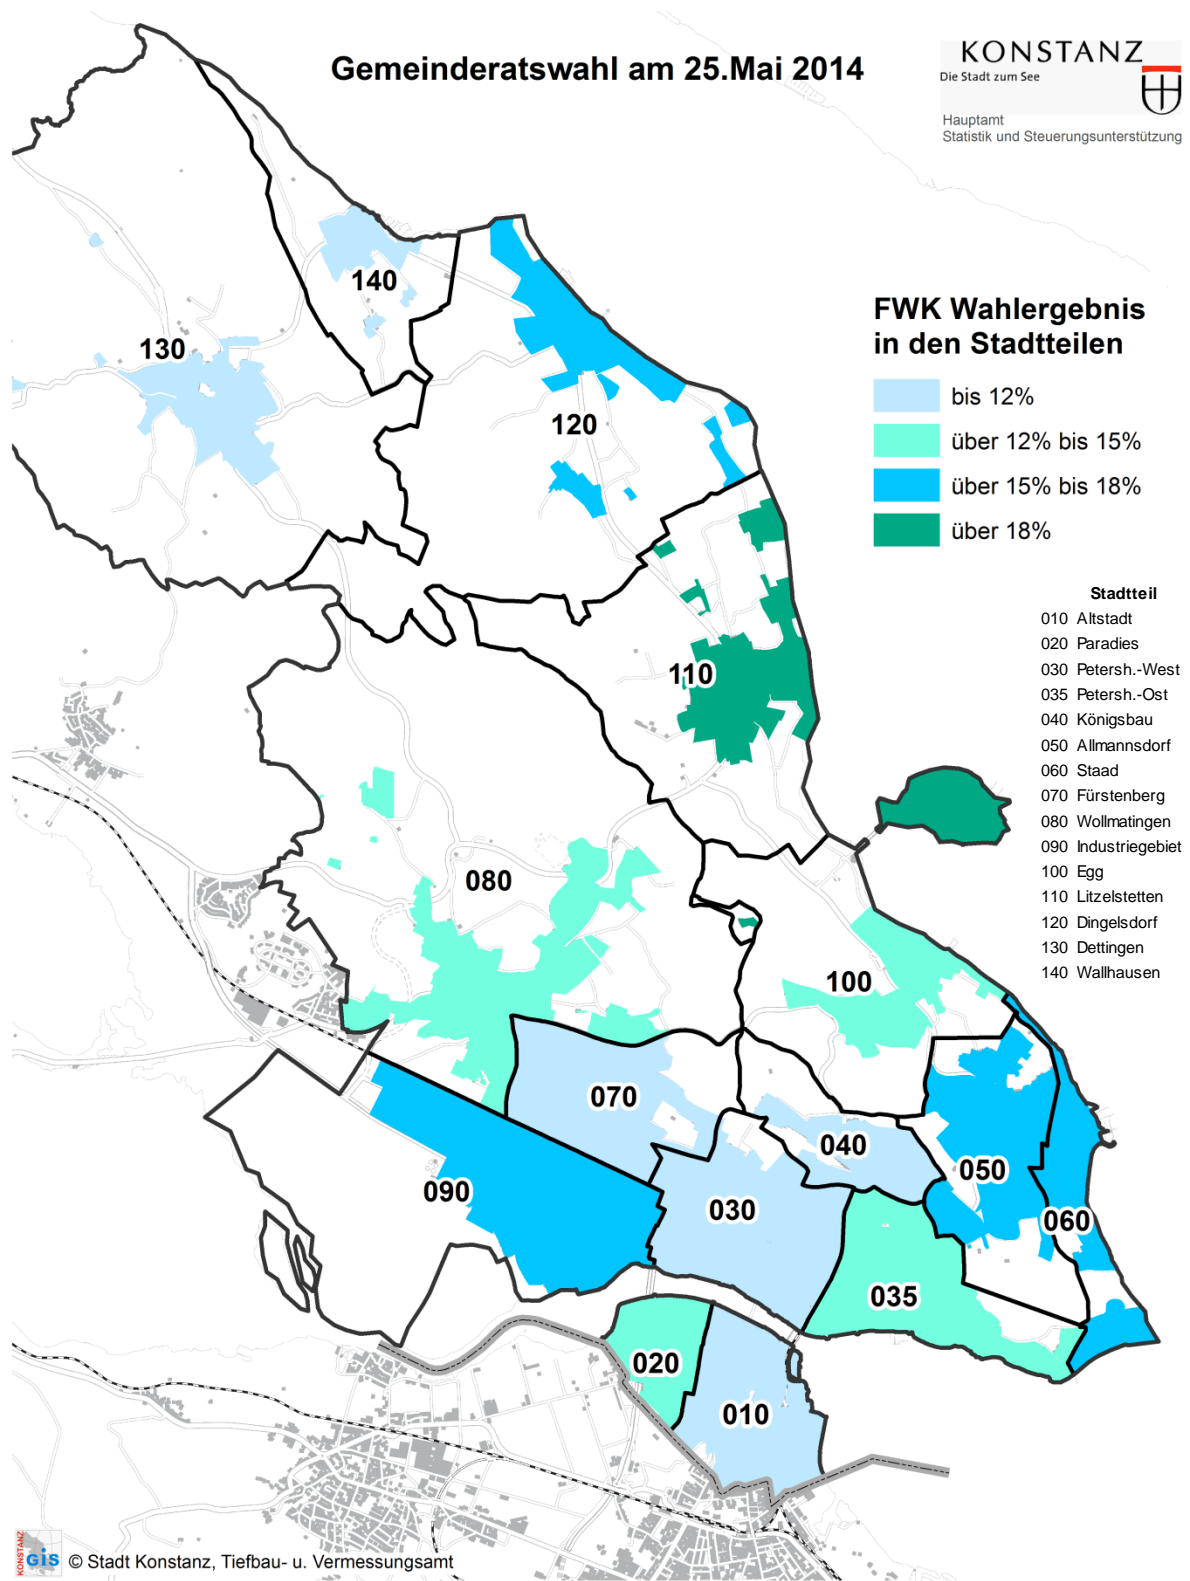 Gemeinderatswahl am 25.Mai 2014
KONSTANZ
Die Stadt zum See
Hauptamt
Statistik und Steuerungsunterstützung
FWK Wahlergebnis
in den Stadtteilen
bis 12%
über 12% bis 15%
über 15% bis 18%
über 18%
Stadtteil
010 Altstadt
020 Paradies
030 Petersh.-West
035 Petersh.-Ost
040 Königsbau
050 Allmannsdorf
060 Staad
070 Fürstenberg
080 Wollmatingen
090 Industriegebiet
100 Egg
110 Litzelstetten
120 Dingelsdorf
130 Dettingen
140 Wallhausen
140
130
120
110
080
100
070
040
050
090
030
060
035
020
010
KONSTANZ
GIS
© Stadt Konstanz, Tiefbau- u. Vermessungsamt